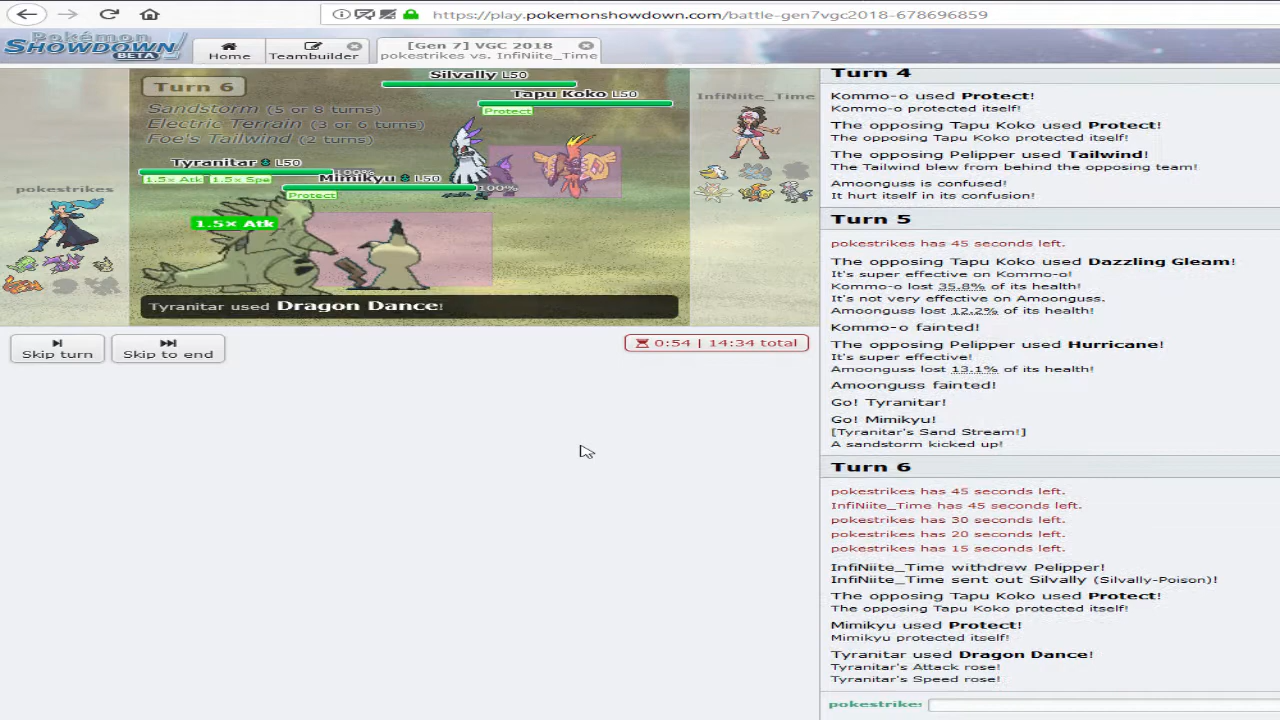 https://play.pokemonshowdown.com/battle-gen7vgc2018-678696859
Pokémon
SHOWDOWN
BETA
Home
Teambuilder
[Gen 7] VGC 2018
pokestrikes vs. InfiNiite_Time
Turn 6
Sandstorm (5 or 8 turns)
Electric Terrain (3 or 6 turns)
Foe's Tailwind (2 turns)
Silvally L50
Tapu Koko L50
Protect
InfiNiite_Time
Tyranitar L50
100%
1.5× Atk 1.5× Spe
Mimikyu L50
100%
Protect
pokestrikes
1.5× Atk
Tyranitar used Dragon Dance!
Skip turn
Skip to end
0:54 | 14:34 total
Turn 4
Kommo-o used Protect!
Kommo-o protected itself!
The opposing Tapu Koko used Protect!
The opposing Tapu Koko protected itself!
The opposing Pelipper used Tailwind!
The Tailwind blew from behind the opposing team!
Amoonguss is confused!
It hurt itself in its confusion!
Turn 5
pokestrikes has 45 seconds left.
The opposing Tapu Koko used Dazzling Gleam!
It's super effective on Kommo-o!
Kommo-o lost 35.8% of its health!
It's not very effective on Amoonguss.
Amoonguss lost 12.2% of its health!
Kommo-o fainted!
The opposing Pelipper used Hurricane!
It's super effective!
Amoonguss lost 13.1% of its health!
Amoonguss fainted!
Go! Tyranitar!
Go! Mimikyu!
[Tyranitar's Sand Stream!]
A sandstorm kicked up!
Turn 6
pokestrikes has 45 seconds left.
InfiNiite_Time has 45 seconds left.
pokestrikes has 30 seconds left.
pokestrikes has 20 seconds left.
pokestrikes has 15 seconds left.
InfiNiite_Time withdrew Pelipper!
InfiNiite_Time sent out Silvally (Silvally-Poison)!
The opposing Tapu Koko used Protect!
The opposing Tapu Koko protected itself!
Mimikyu used Protect!
Mimikyu protected itself!
Tyranitar used Dragon Dance!
Tyranitar's Attack rose!
Tyranitar's Speed rose!
pokestrikes: